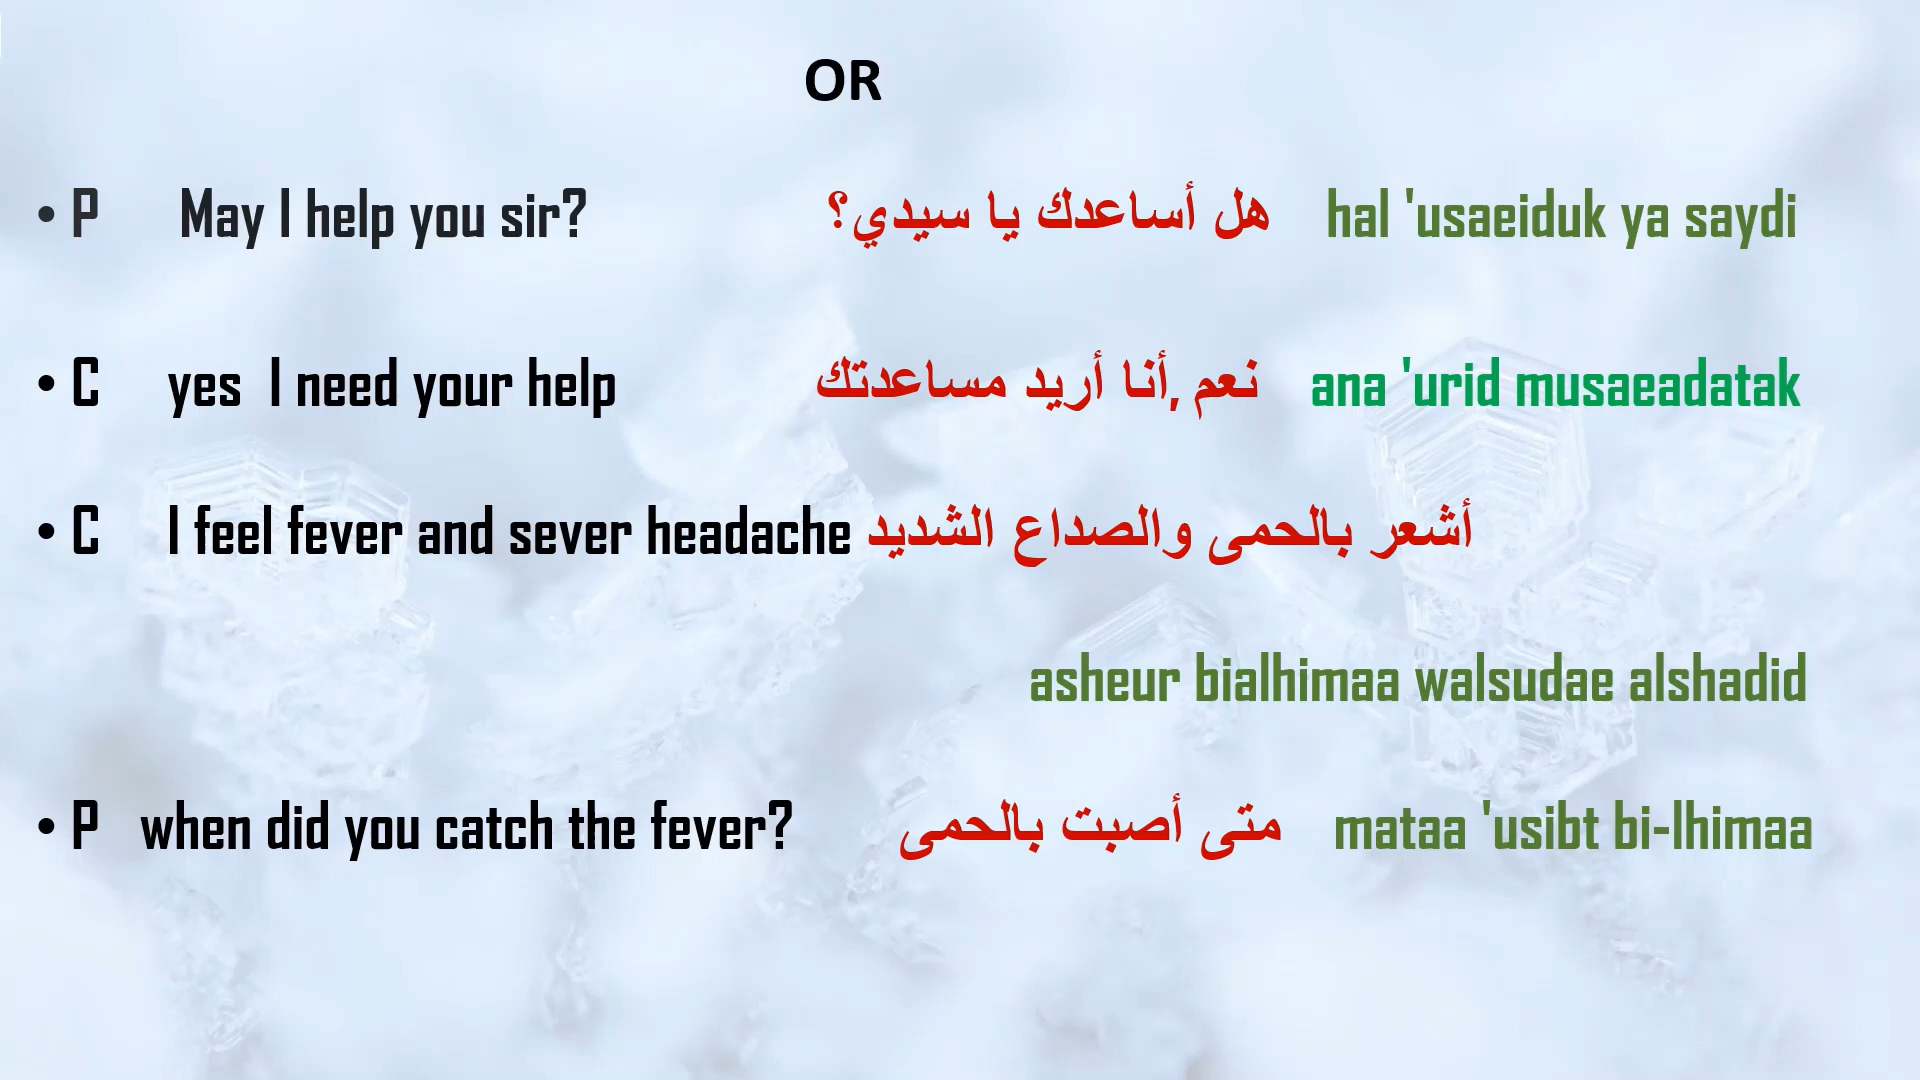 OR
• P May I help you sir? هل أساعدك يا سيدي؟ hal 'usaeiduk ya saydi
• C yes I need your help نعم ,أنا أريد مساعدتك ana 'urid musaeadatak
• C I feel fever and sever headache أشعر بالحمى والصداع الشديد
asheur bialhimaa walsudae alshadid
• P when did you catch the fever? متى أصبت بالحمى mataa 'usibt bi-lhimaa